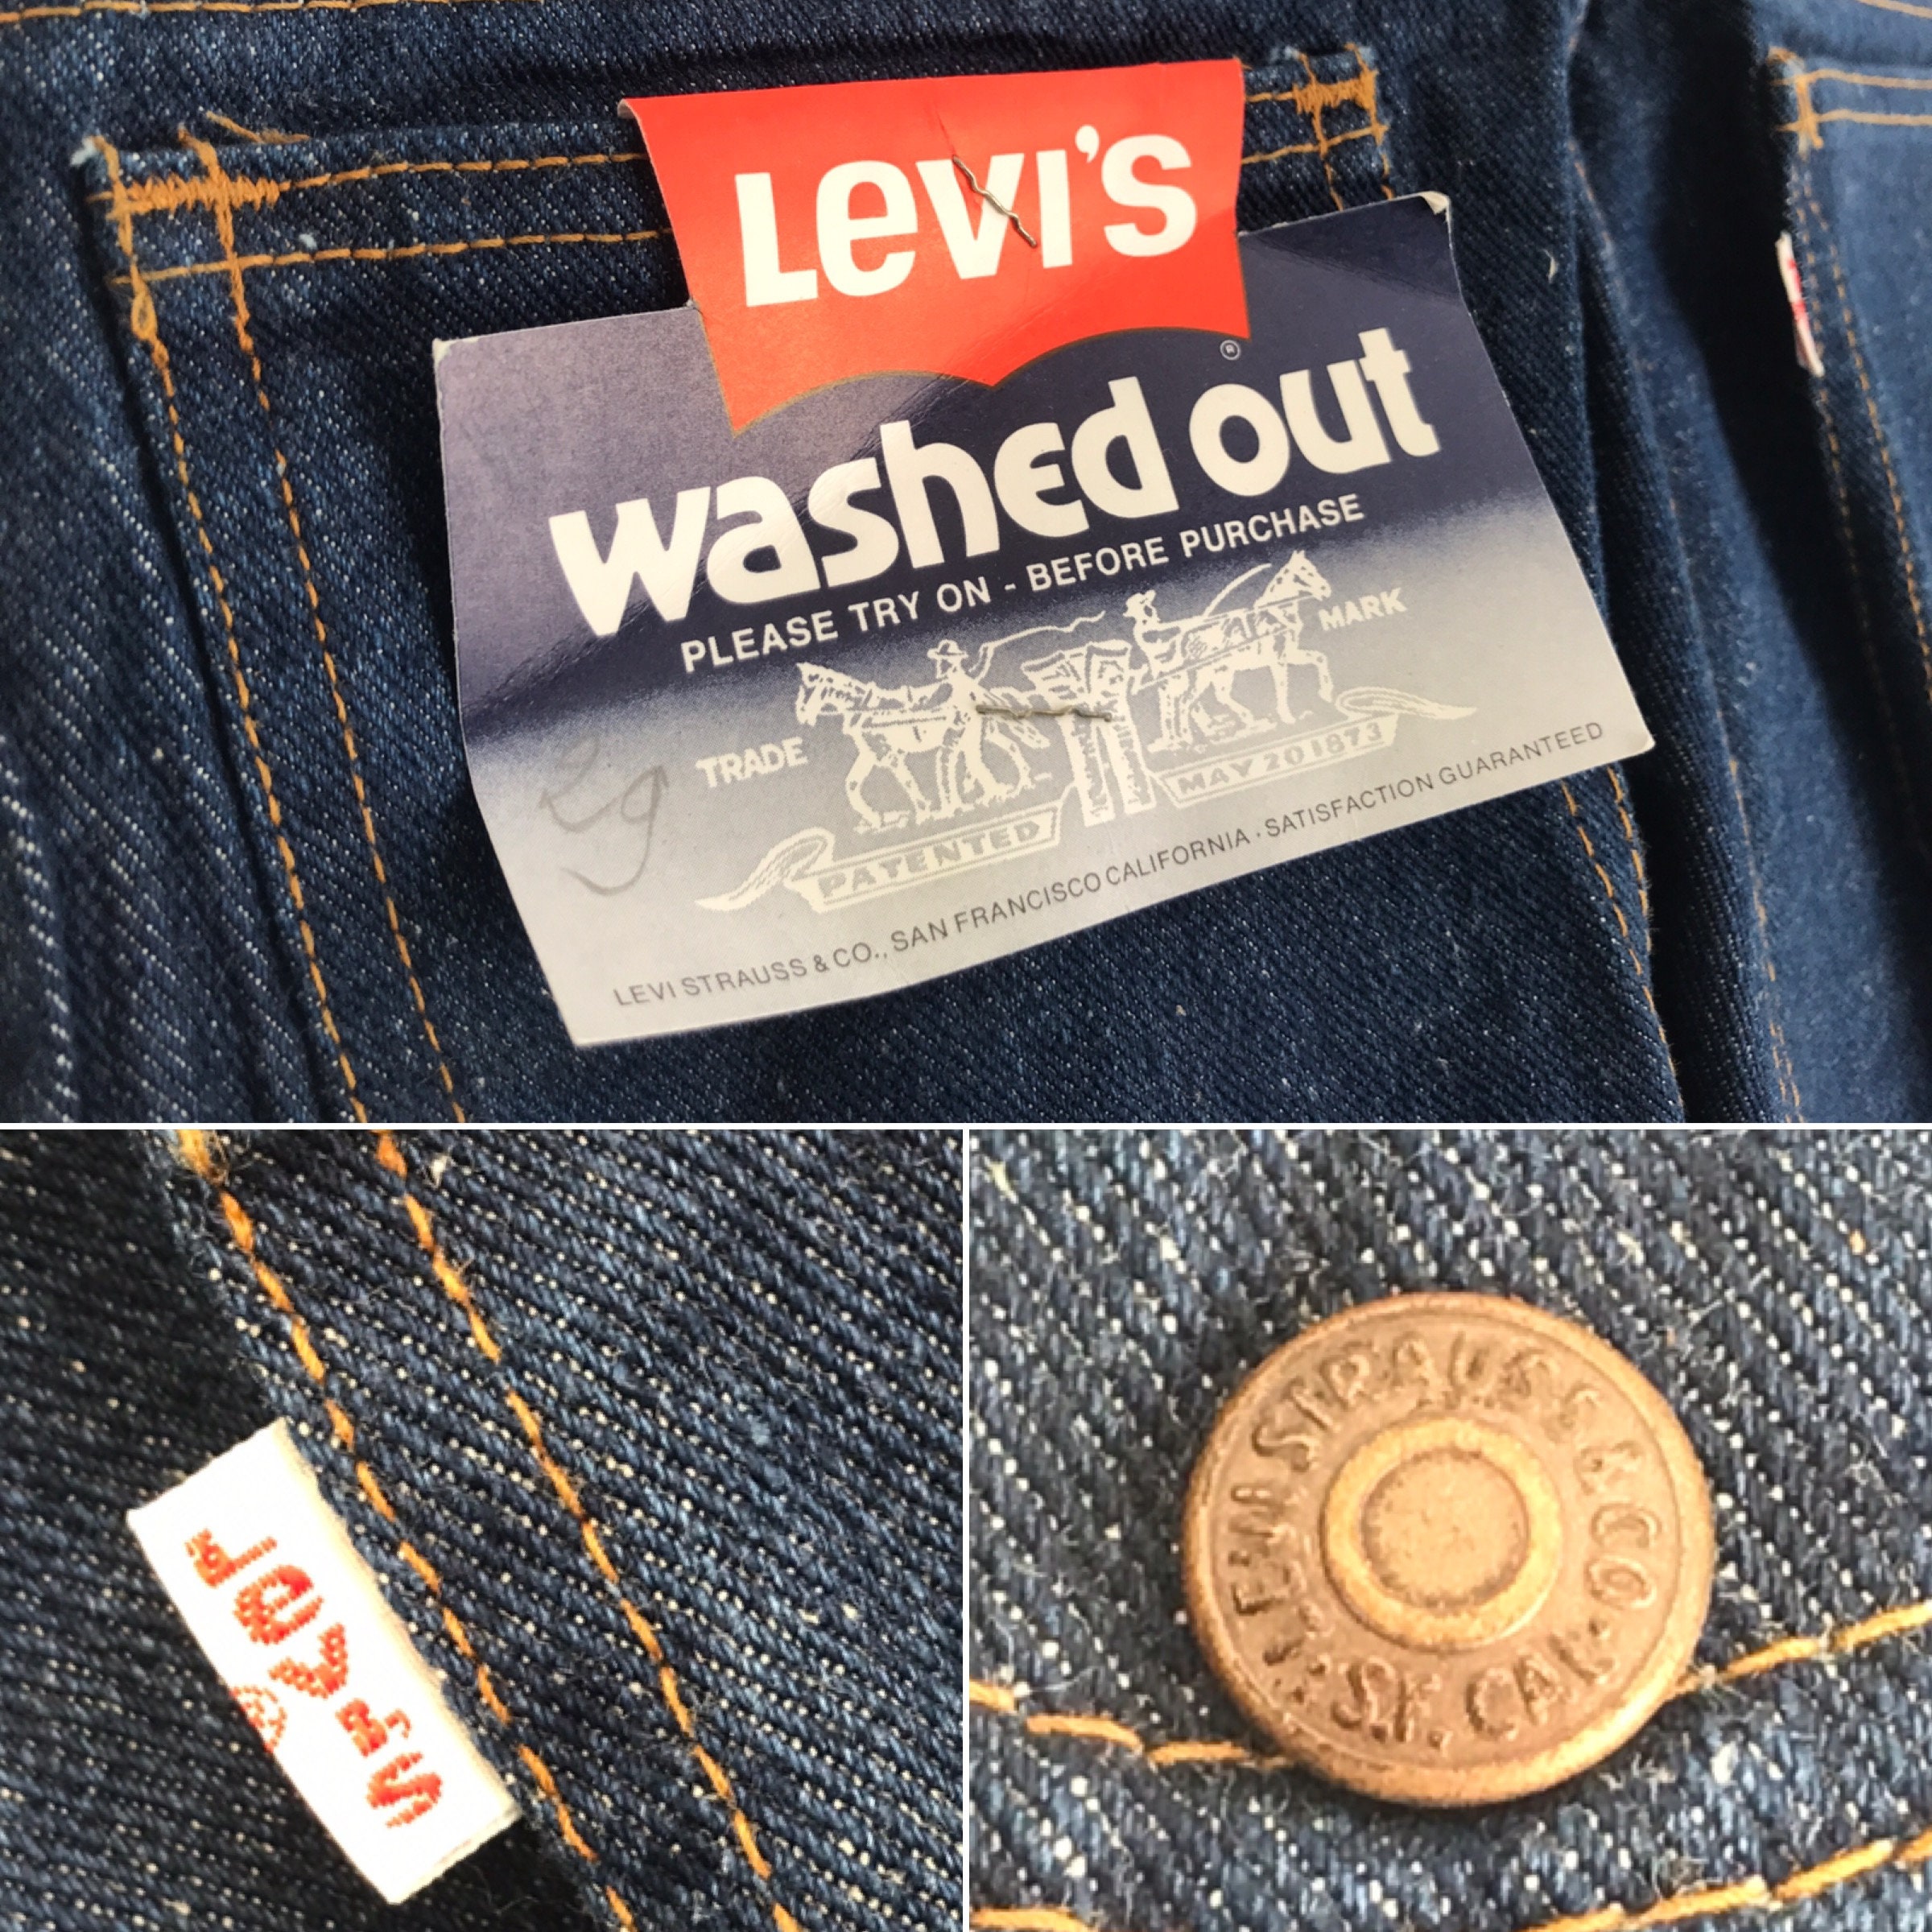 LEVI'S
®
washed out
PLEASE TRY ON - BEFORE PURCHASE
TRADE MARK
PATENTED MAY 20 1873
LEVI STRAUSS & CO., SAN FRANCISCO CALIFORNIA · SATISFACTION GUARANTEED
29
Levi's
®
LEVI STRAUSS & CO.
S.F. CAL.